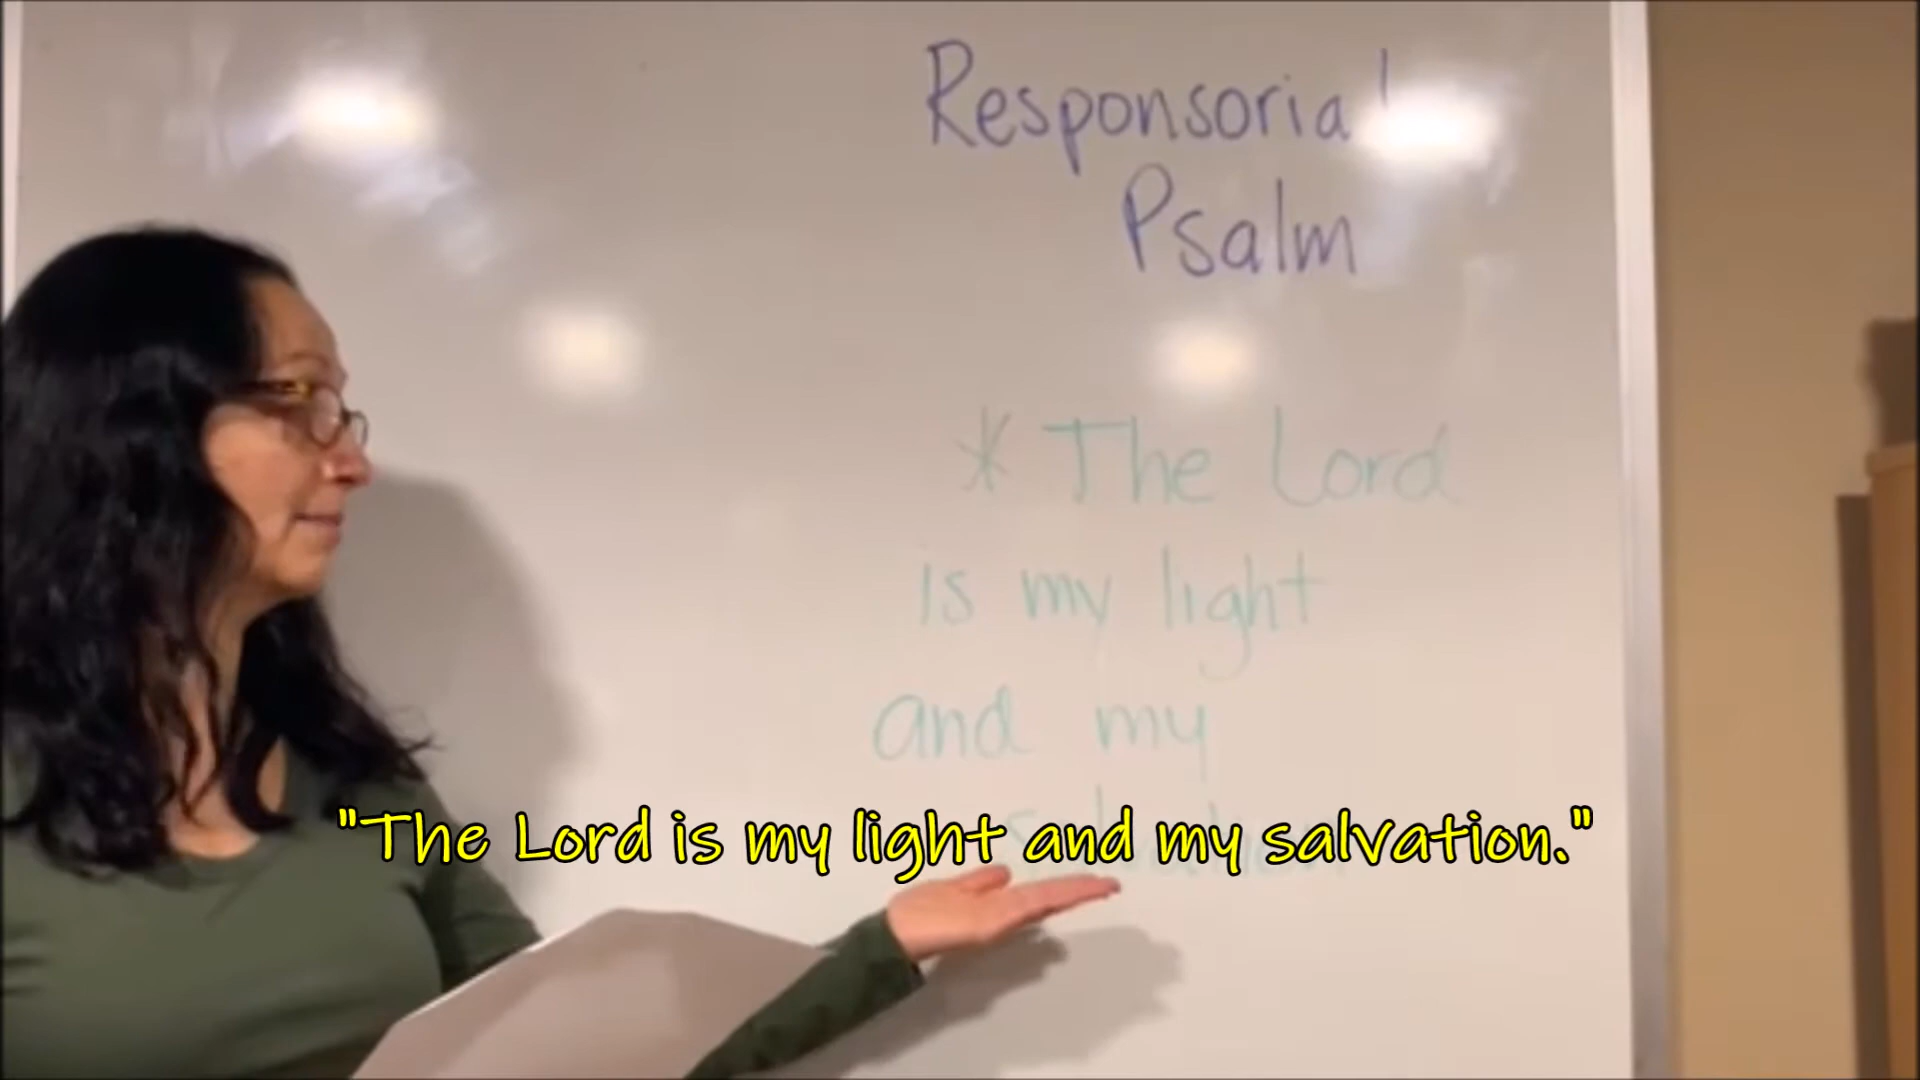 Responsorial
Psalm
* The Lord
is my light
and my
"The Lord is my light and my salvation."